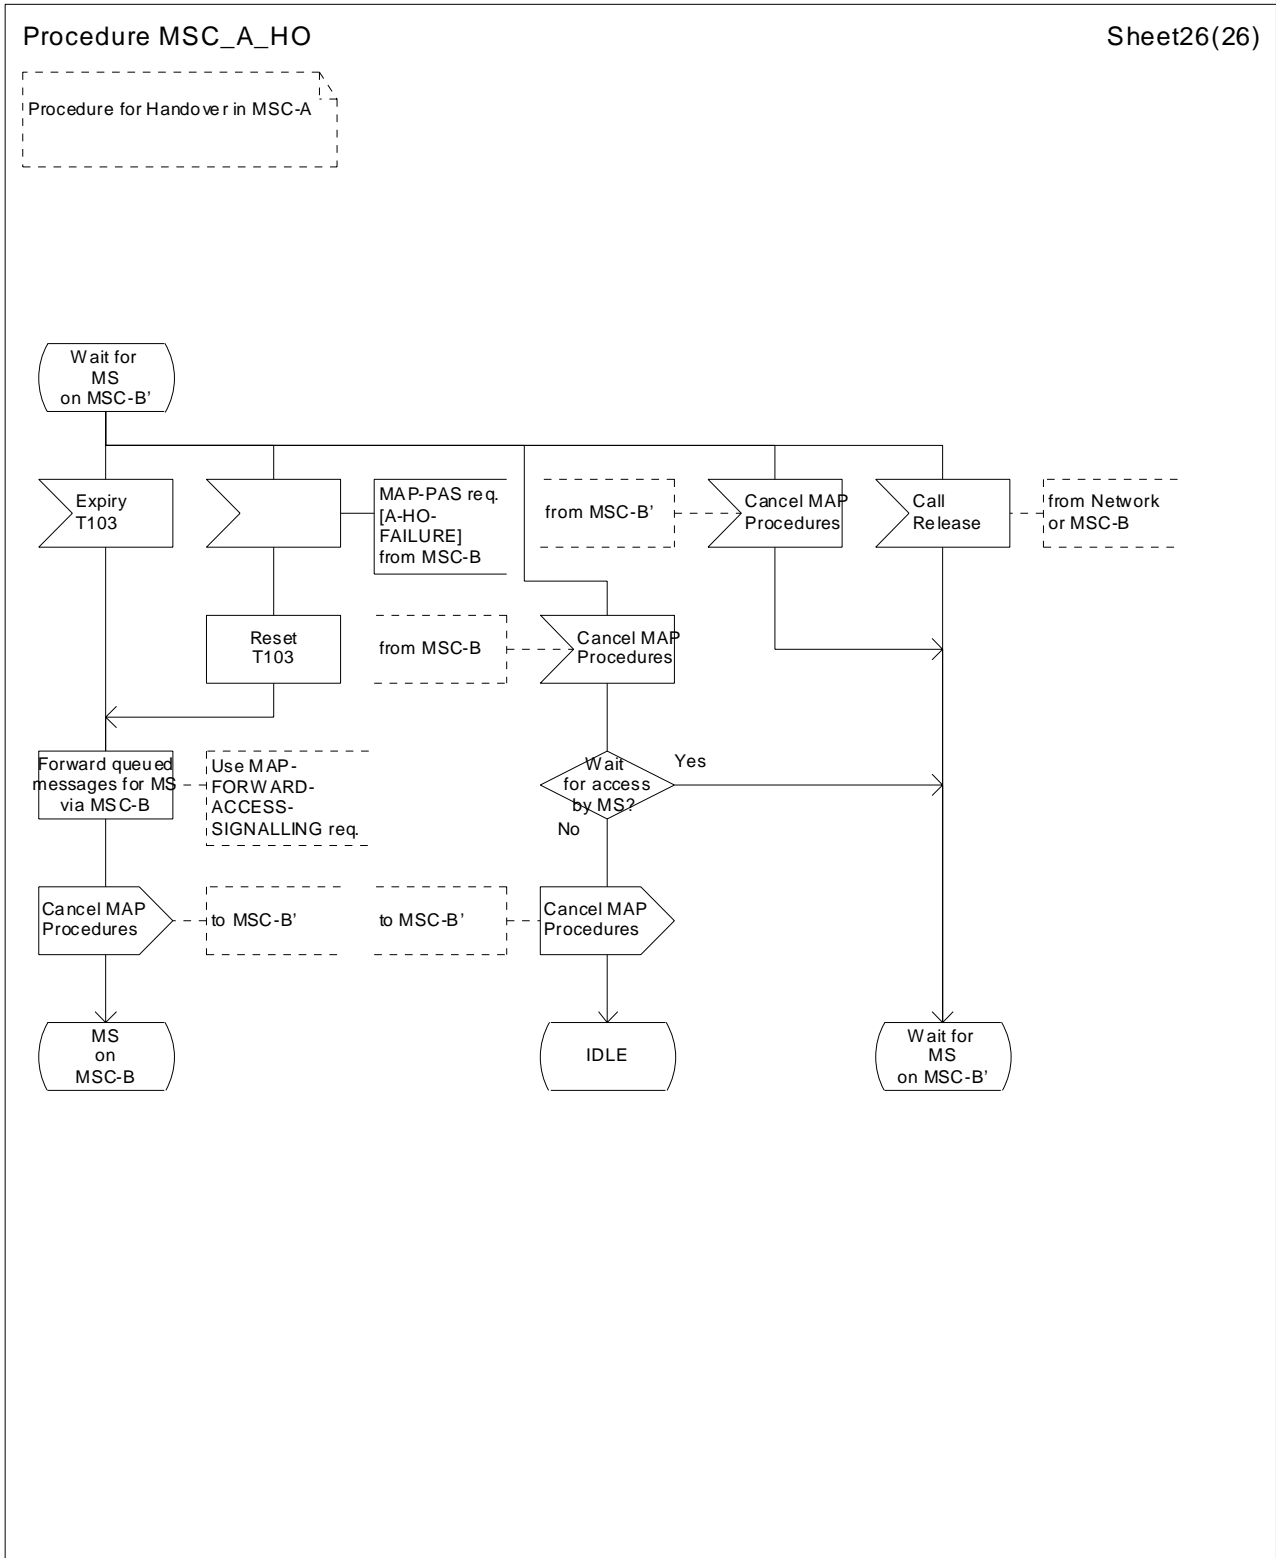 Procedure MSC_A_HO
Sheet26(26)
Procedure for Handover in MSC-A
Wait for
MS
on MSC-B'
Expiry
T103
MAP-PAS req.
[A-HO-
FAILURE]
from MSC-B
from MSC-B'
Cancel MAP
Procedures
Call
Release
from Network
or MSC-B
Reset
T103
from MSC-B
Cancel MAP
Procedures
Forward queued
messages for MS
via MSC-B
Use MAP-
FORWARD-
ACCESS-
SIGNALLING req.
Wait
for access
by MS?
Yes
No
Cancel MAP
Procedures
to MSC-B'
to MSC-B'
Cancel MAP
Procedures
MS
on
MSC-B
IDLE
Wait for
MS
on MSC-B'